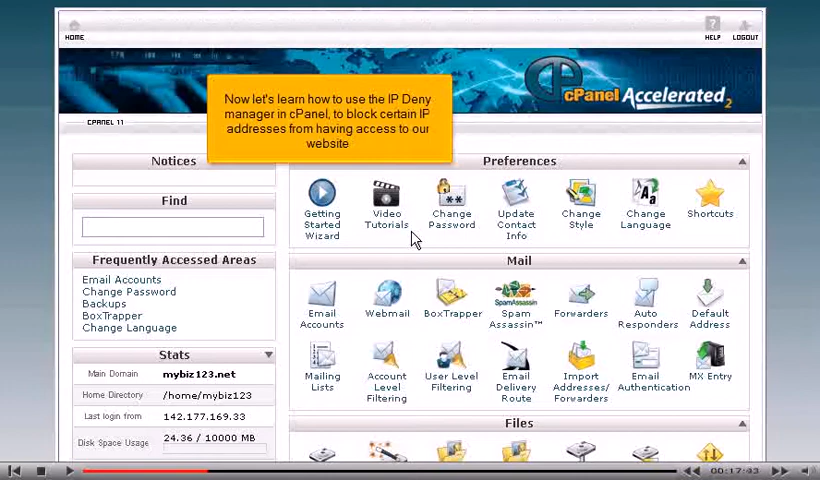 HOME
HELP
LOGOUT
cPanel Accelerated2
Now let's learn how to use the IP Deny
manager in cPanel, to block certain IP
addresses from having access to our
website
CPANEL 11
Notices
Find
Frequently Accessed Areas
Email Accounts
Change Password
Backups
BoxTrapper
Change Language
Stats
Main Domain mybiz123.net
Home Directory /home/mybiz123
Last login from 142.177.169.33
Disk Space Usage 24.36 / 10000 MB
Preferences
Getting
Started
Wizard
Video
Tutorials
Change
Password
Update
Contact
Info
Change
Style
Change
Language
Shortcuts
Mail
Email
Accounts
Webmail
BoxTrapper
Spam
Assassin™
Forwarders
Auto
Responders
Default
Address
Mailing
Lists
Account
Level
Filtering
User Level
Filtering
Email
Delivery
Route
Import
Addresses/
Forwarders
Email
Authentication
MX Entry
Files
00:17:43